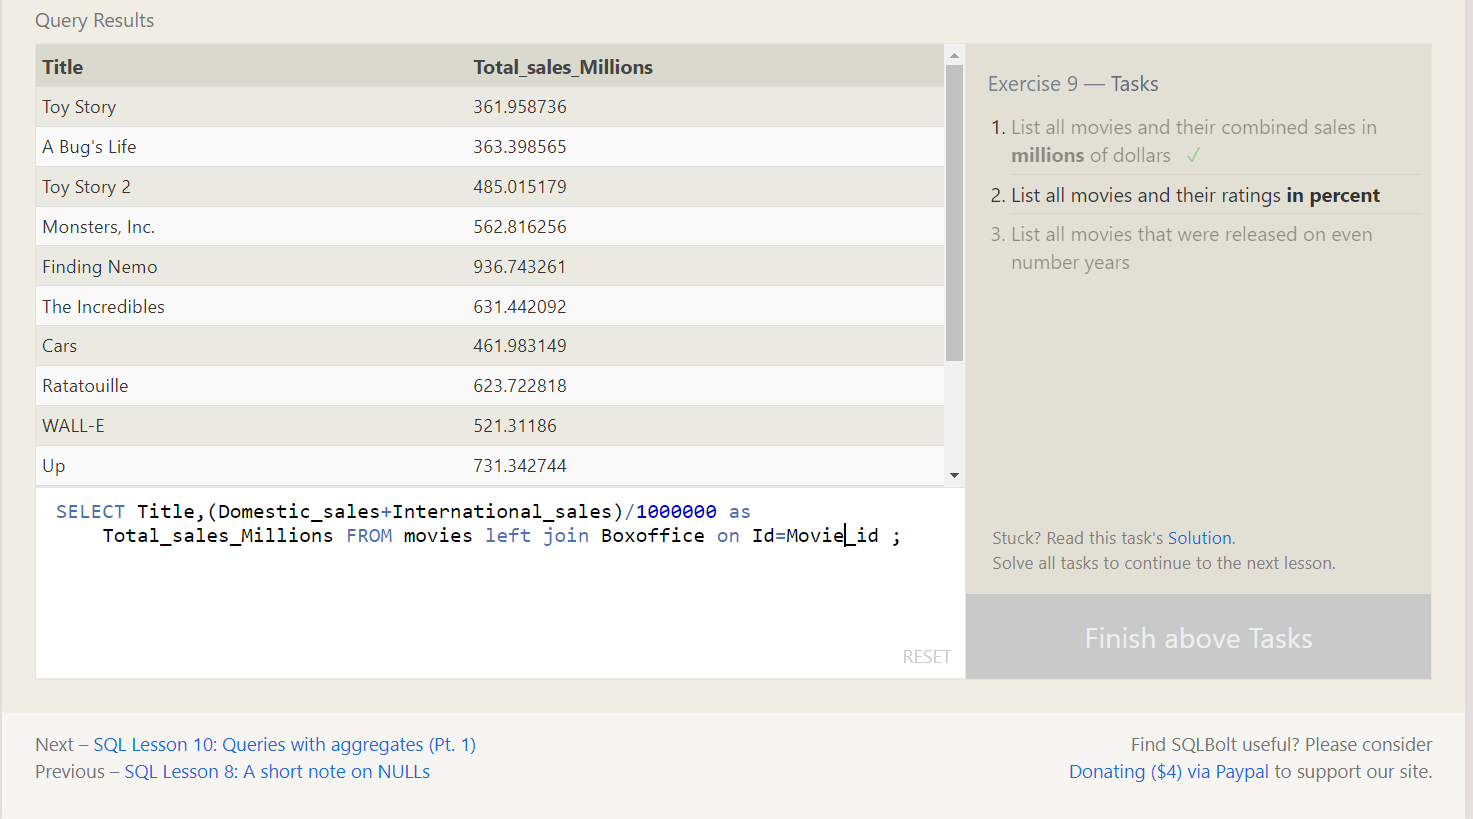 Query Results
Title Total_sales_Millions
Toy Story 361.958736
A Bug's Life 363.398565
Toy Story 2 485.015179
Monsters, Inc. 562.816256
Finding Nemo 936.743261
The Incredibles 631.442092
Cars 461.983149
Ratatouille 623.722818
WALL-E 521.31186
Up 731.342744
SELECT Title,(Domestic_sales+International_sales)/1000000 as
Total_sales_Millions FROM movies left join Boxoffice on Id=Movie_id ;
RESET
Exercise 9 — Tasks
1. List all movies and their combined sales in
millions of dollars ✓
2. List all movies and their ratings in percent
3. List all movies that were released on even
number years
Stuck? Read this task's Solution.
Solve all tasks to continue to the next lesson.
Finish above Tasks
Next – SQL Lesson 10: Queries with aggregates (Pt. 1)
Previous – SQL Lesson 8: A short note on NULLs
Find SQLBolt useful? Please consider
Donating ($4) via Paypal to support our site.